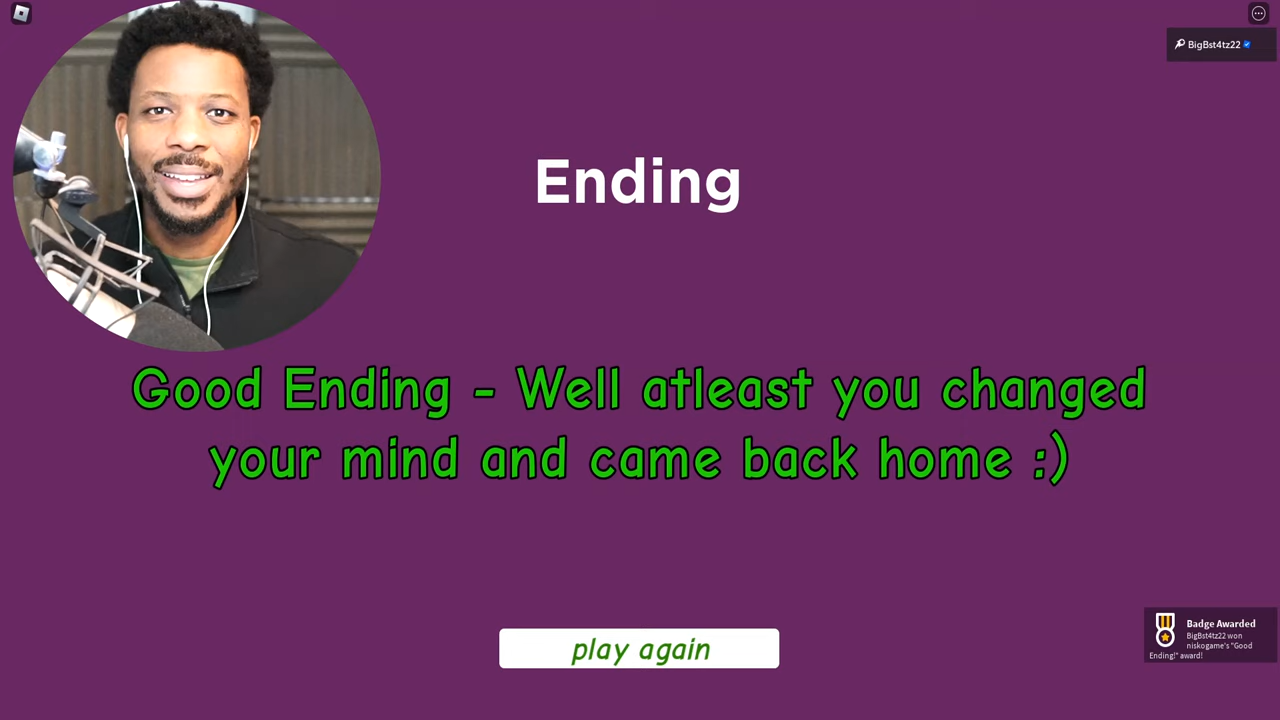 BigBst4tz22
Ending
Good Ending - Well atleast you changed
your mind and came back home :)
play again
Badge Awarded
BigBst4tz22 won
niskogame's "Good
Ending!" award!